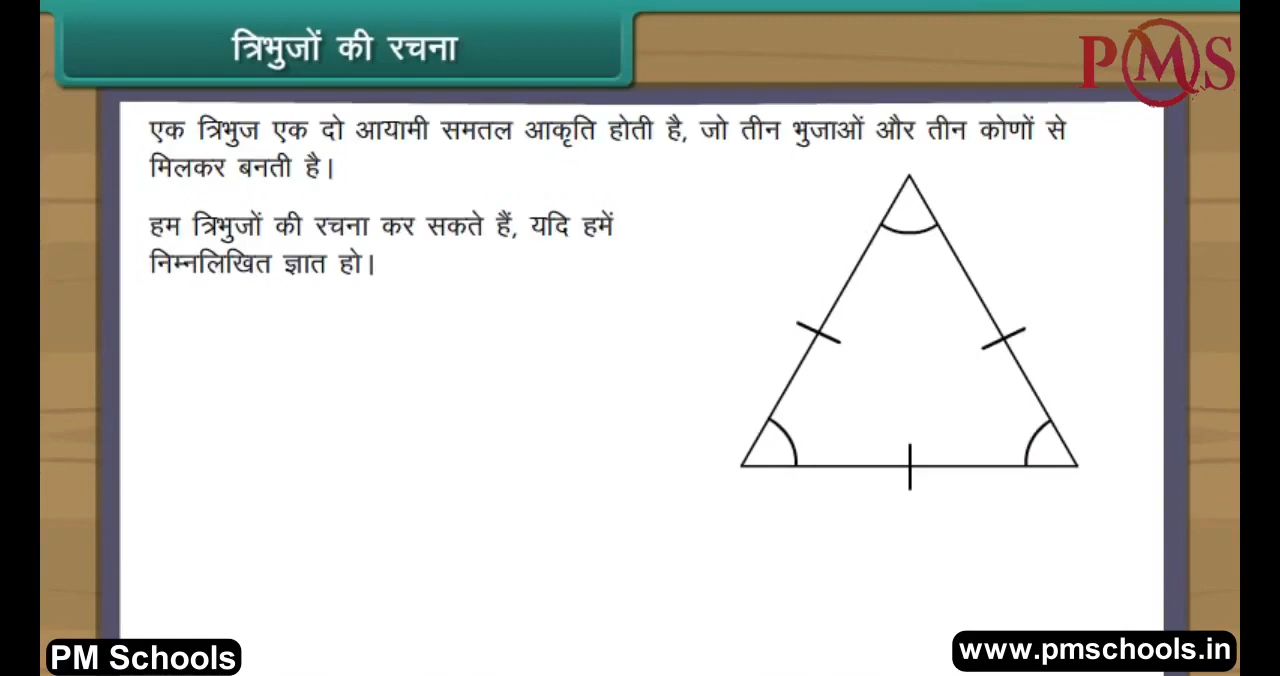 त्रिभुजों की रचना
PMS
एक त्रिभुज एक दो आयामी समतल आकृति होती है, जो तीन भुजाओं और तीन कोणों से
मिलकर बनती है।
हम त्रिभुजों की रचना कर सकते हैं, यदि हमें
निम्नलिखित ज्ञात हो।
PM Schools
www.pmschools.in